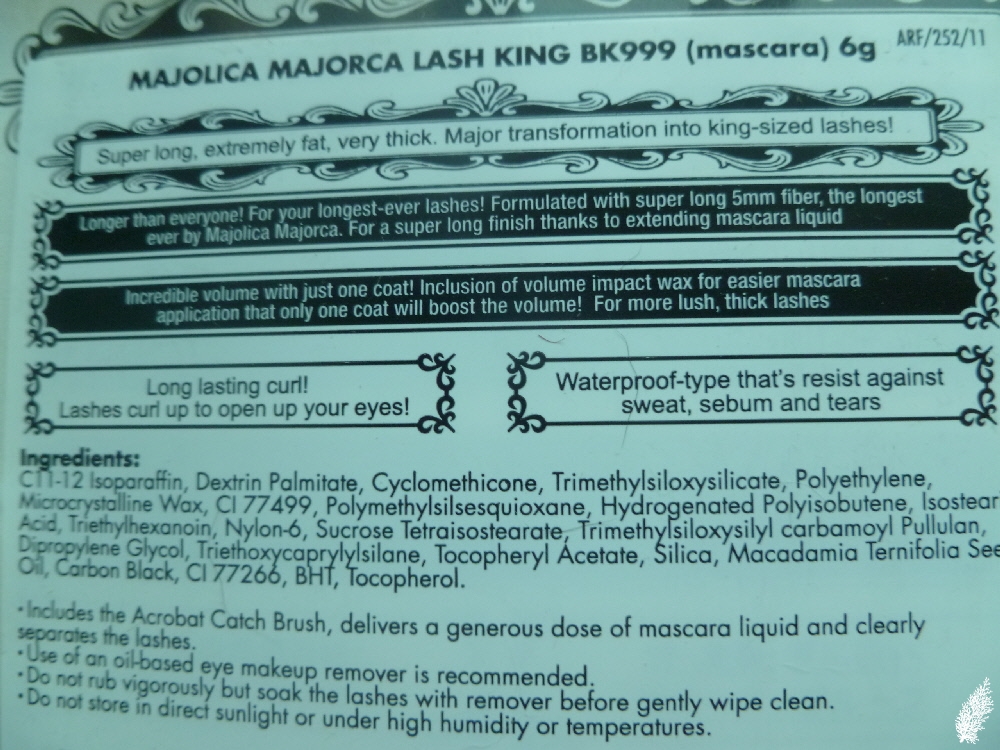 MAJOLICA MAJORCA LASH KING BK999 (mascara) 6g
ARF/252/11
Super long, extremely fat, very thick. Major transformation into king-sized lashes!
Longer than everyone! For your longest-ever lashes! Formulated with super long 5mm fiber, the longest
ever by Majolica Majorca. For a super long finish thanks to extending mascara liquid
Incredible volume with just one coat! Inclusion of volume impact wax for easier mascara
application that only one coat will boost the volume! For more lush, thick lashes
Long lasting curl!
Lashes curl up to open up your eyes!
Waterproof-type that's resist against
sweat, sebum and tears
Ingredients:
C11-12 Isoparaffin, Dextrin Palmitate, Cyclomethicone, Trimethylsiloxysilicate, Polyethylene,
Microcrystalline Wax, CI 77499, Polymethylsilsesquioxane, Hydrogenated Polyisobutene, Isostear
Acid, Triethylhexanoin, Nylon-6, Sucrose Tetraisostearate, Trimethylsiloxysilyl carbamoyl Pullulan,
Dipropylene Glycol, Triethoxycaprylylsilane, Tocopheryl Acetate, Silica, Macadamia Ternifolia See
Oil, Carbon Black, CI 77266, BHT, Tocopherol.
•Includes the Acrobat Catch Brush, delivers a generous dose of mascara liquid and clearly
separates the lashes.
•Use of an oil-based eye makeup remover is recommended.
•Do not rub vigorously but soak the lashes with remover before gently wipe clean.
•Do not store in direct sunlight or under high humidity or temperatures.